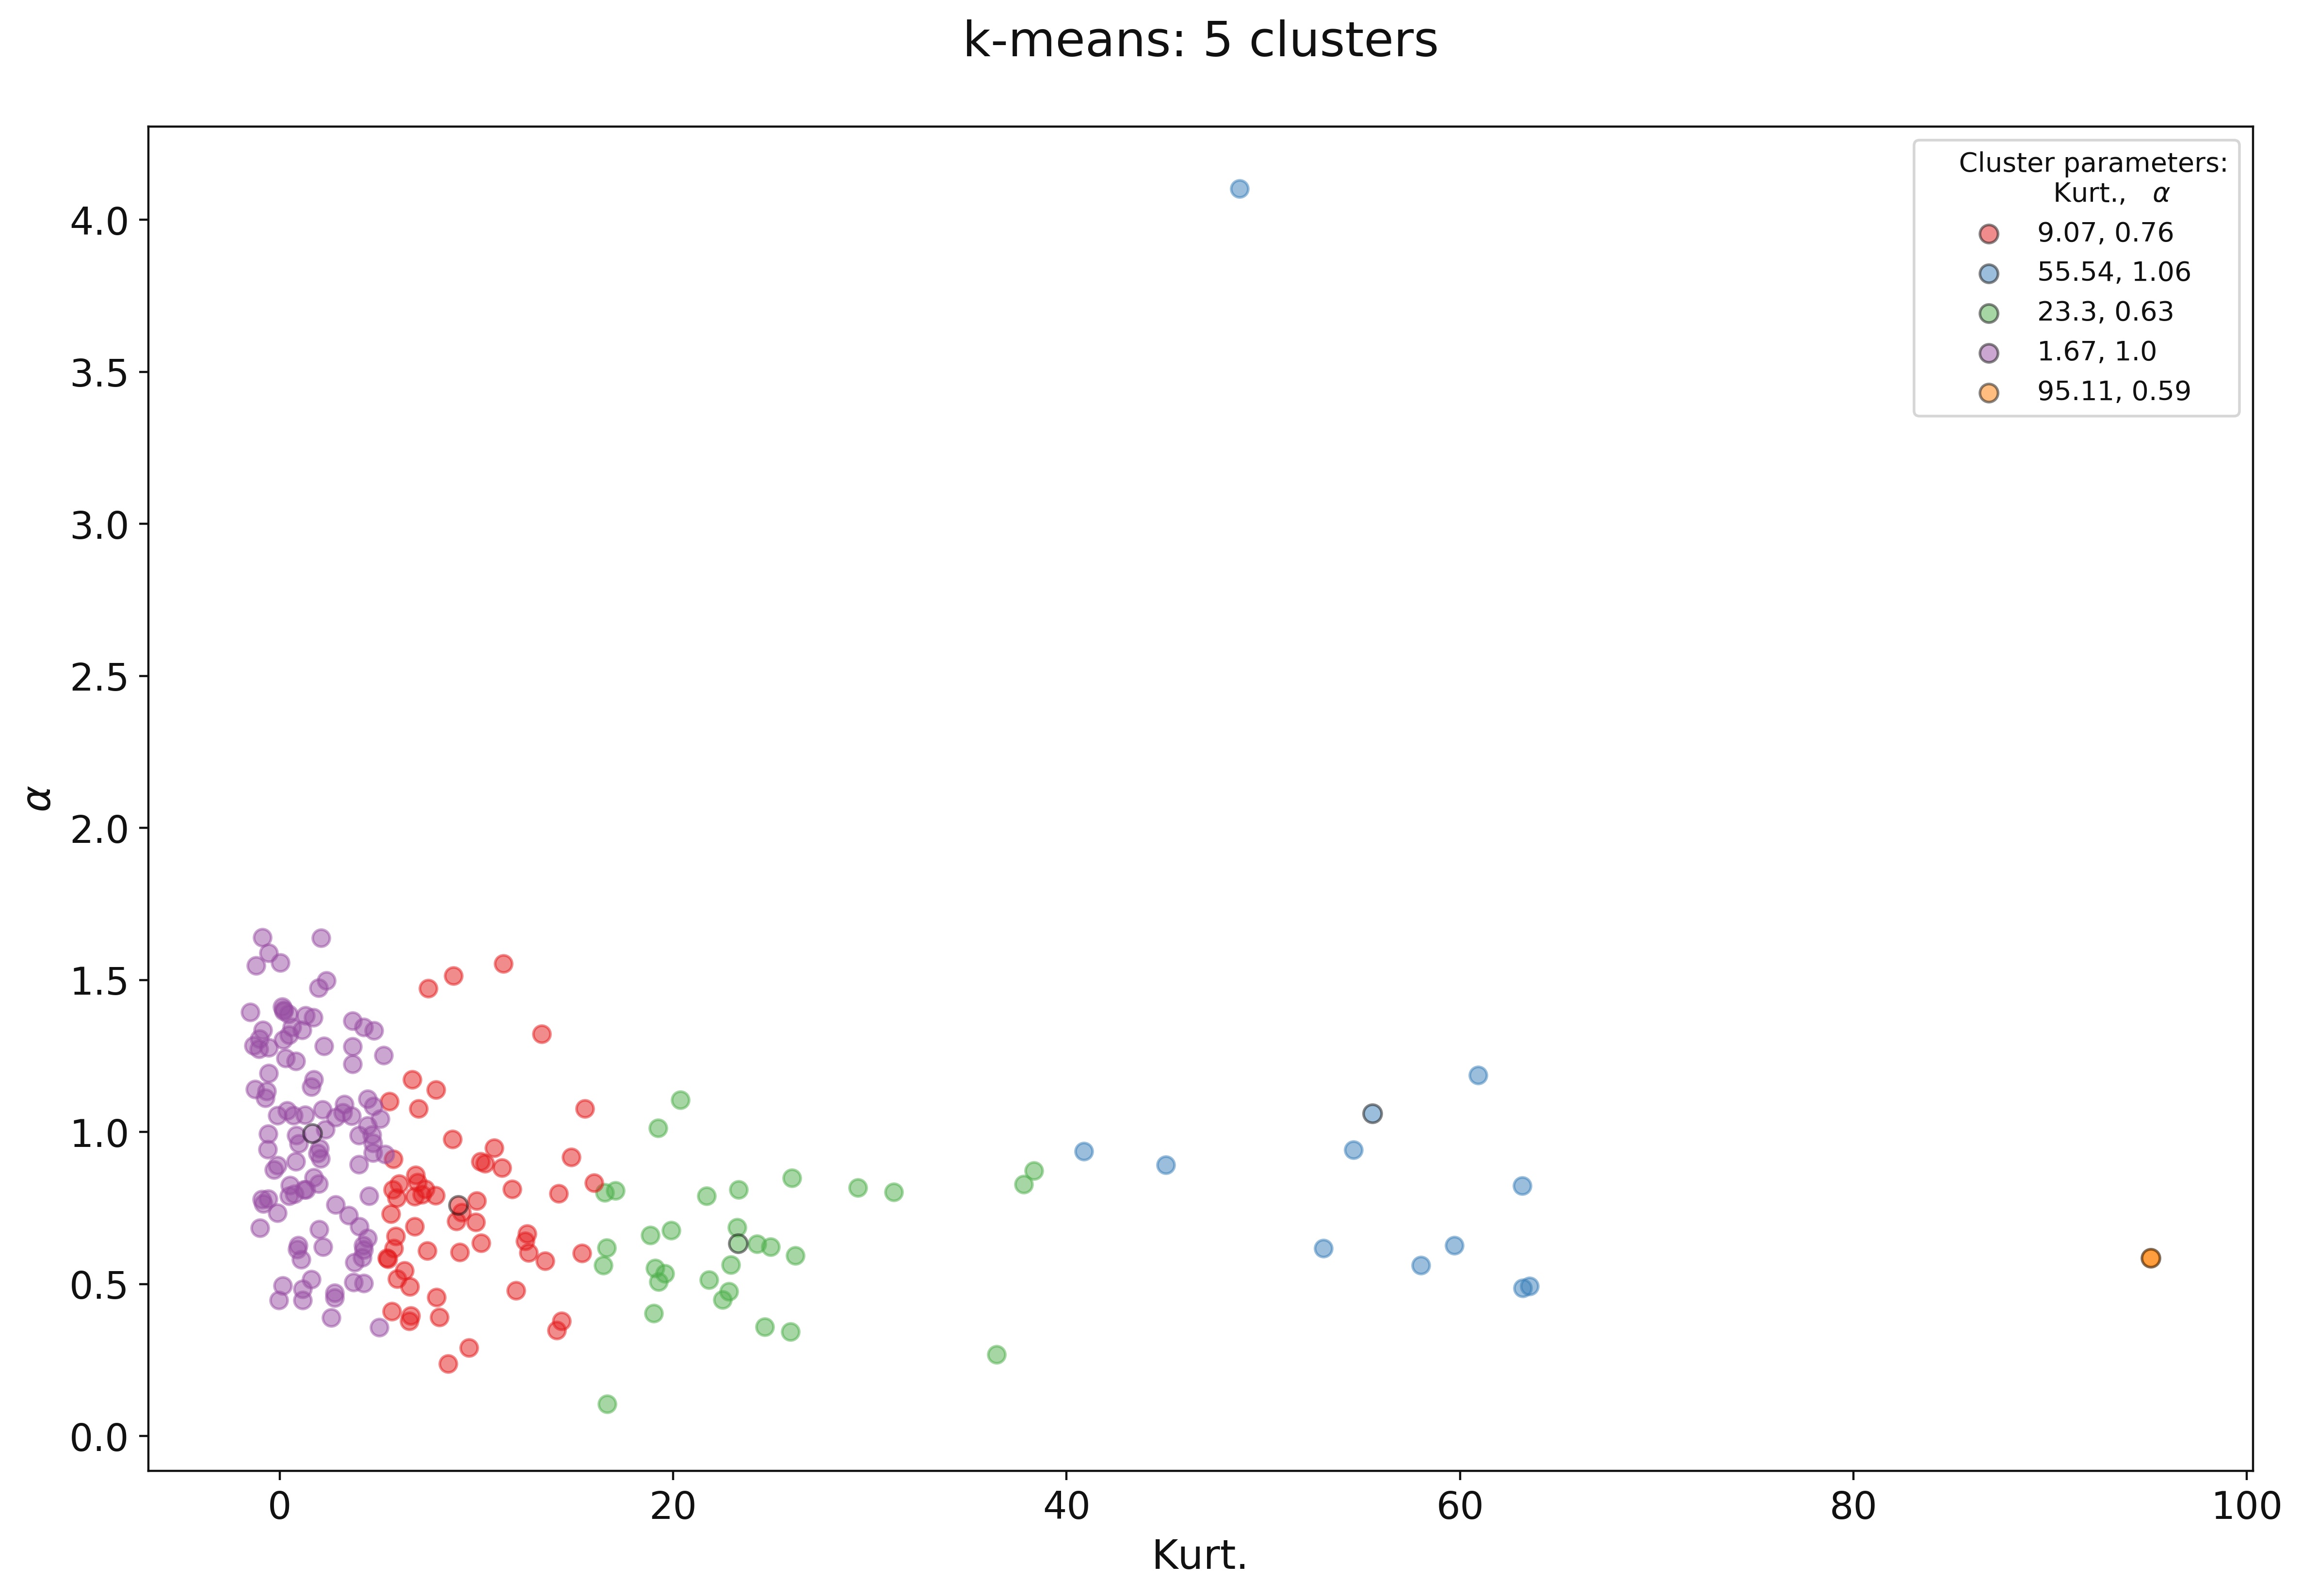 k-means: 5 clusters
Cluster parameters:
Kurt., α
9.07, 0.76
55.54, 1.06
23.3, 0.63
1.67, 1.0
95.11, 0.59
4.0
3.5
3.0
2.5
2.0
1.5
1.0
0.5
0.0
α
0 20 40 60 80 100
Kurt.